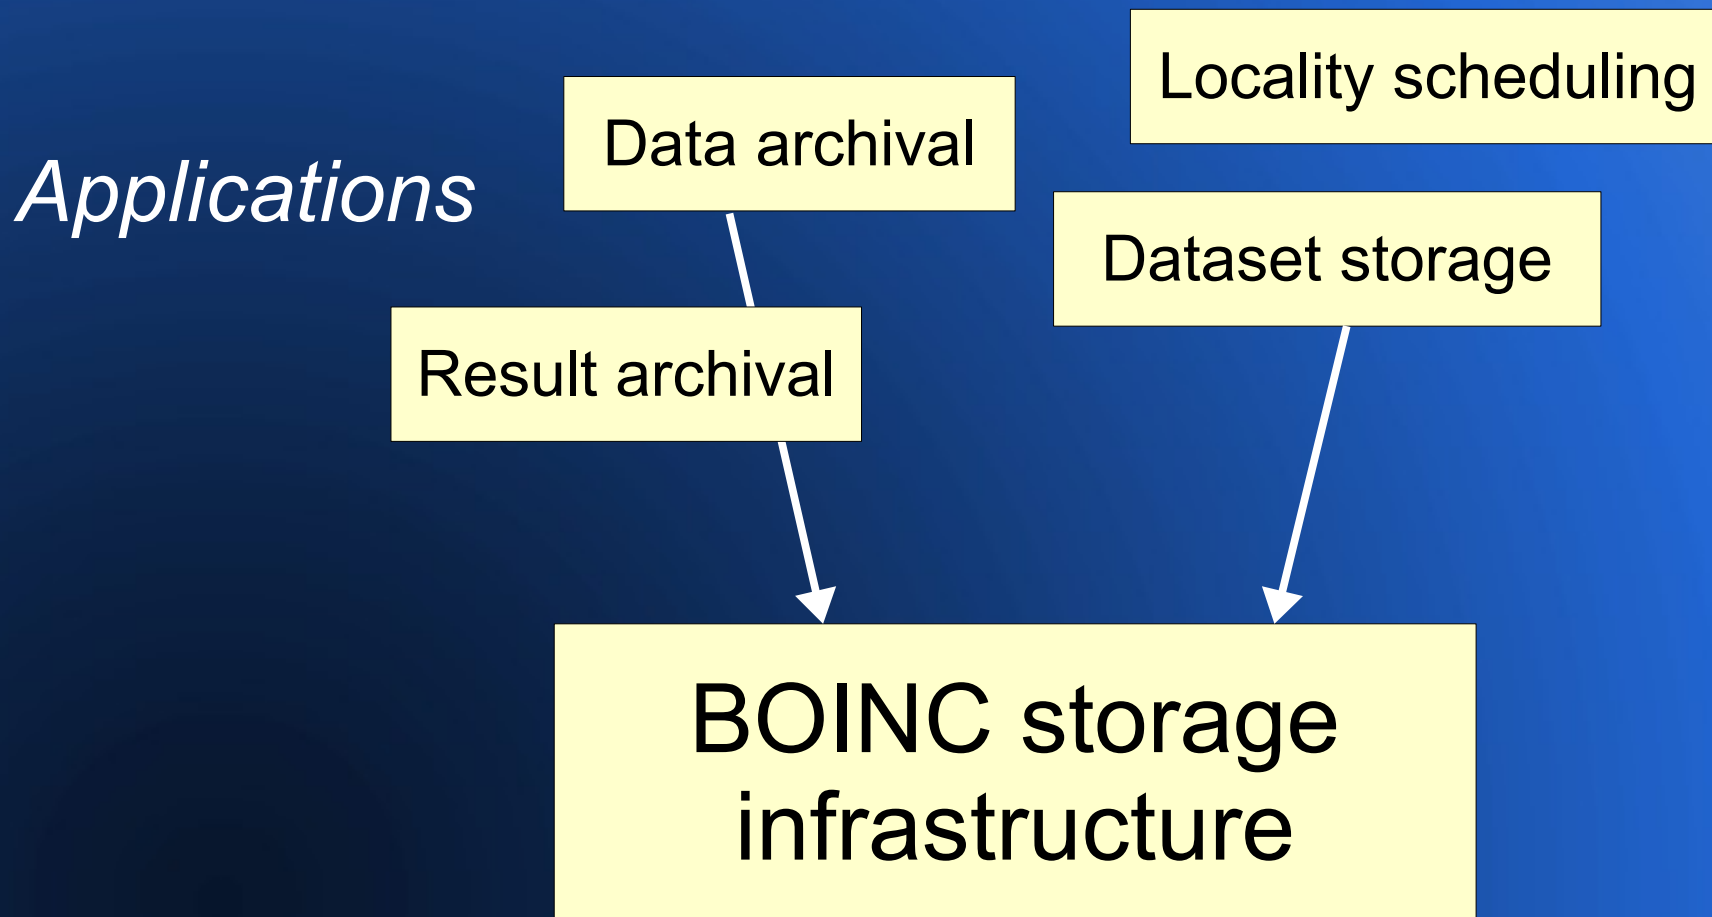 Locality scheduling
Data archival
Applications
Dataset storage
Result archival
BOINC storage
infrastructure